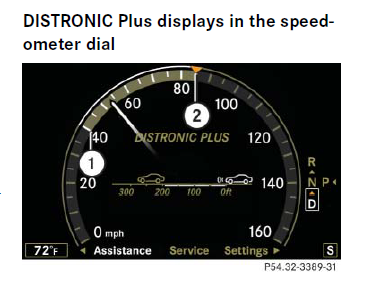 DISTRONIC Plus displays in the speed-
ometer dial
80
60
100
2
40
DISTRONIC PLUS
120
1
R
20
300 200 100 0ft
140
N P
D
0 mph
160
72°F
Assistance Service Settings
S
P54.32-3389-31